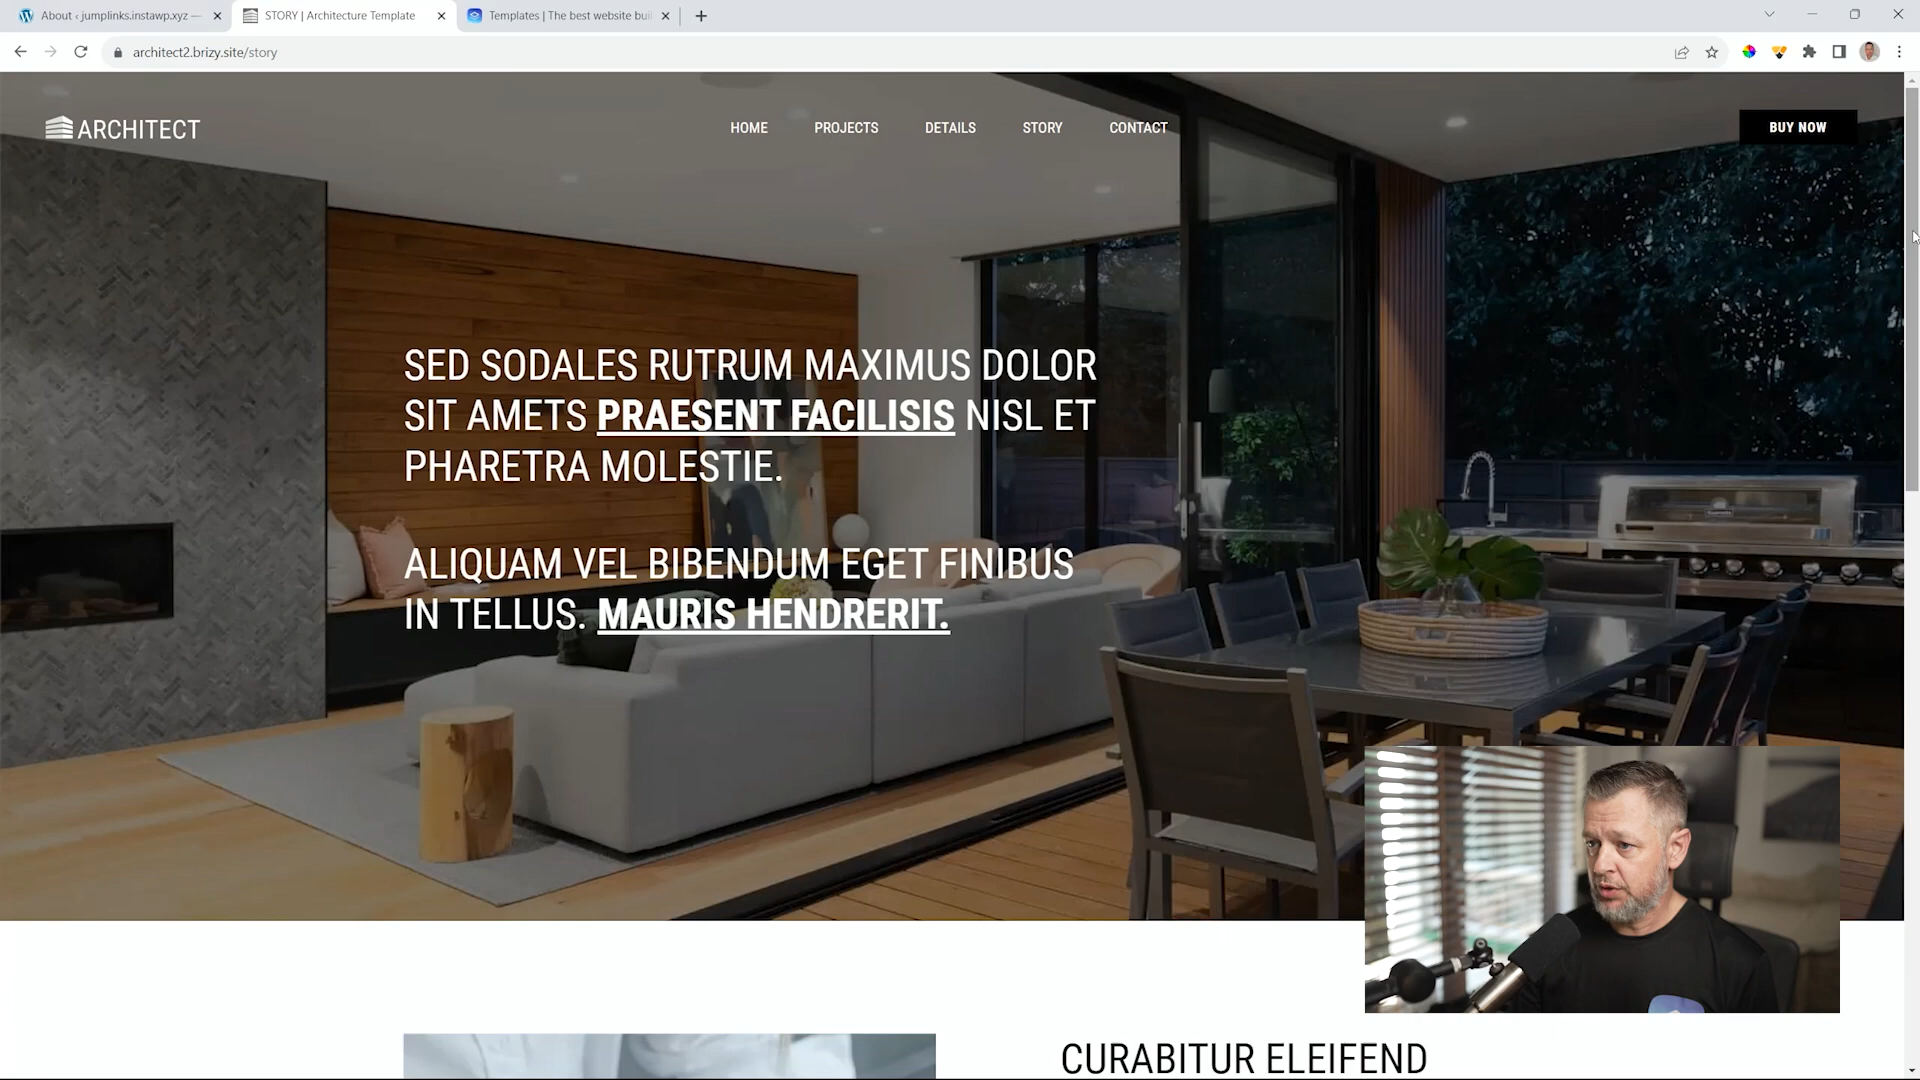 About ‹ jumplinks.instawp.xyz —
STORY | Architecture Template
Templates | The best website bui
architect2.brizy.site/story
ARCHITECT
HOME
PROJECTS
DETAILS
STORY
CONTACT
BUY NOW
SED SODALES RUTRUM MAXIMUS DOLOR
SIT AMETS PRAESENT FACILISIS NISL ET
PHARETRA MOLESTIE.
ALIQUAM VEL BIBENDUM EGET FINIBUS
IN TELLUS. MAURIS HENDRERIT.
CURABITUR ELEIFEND